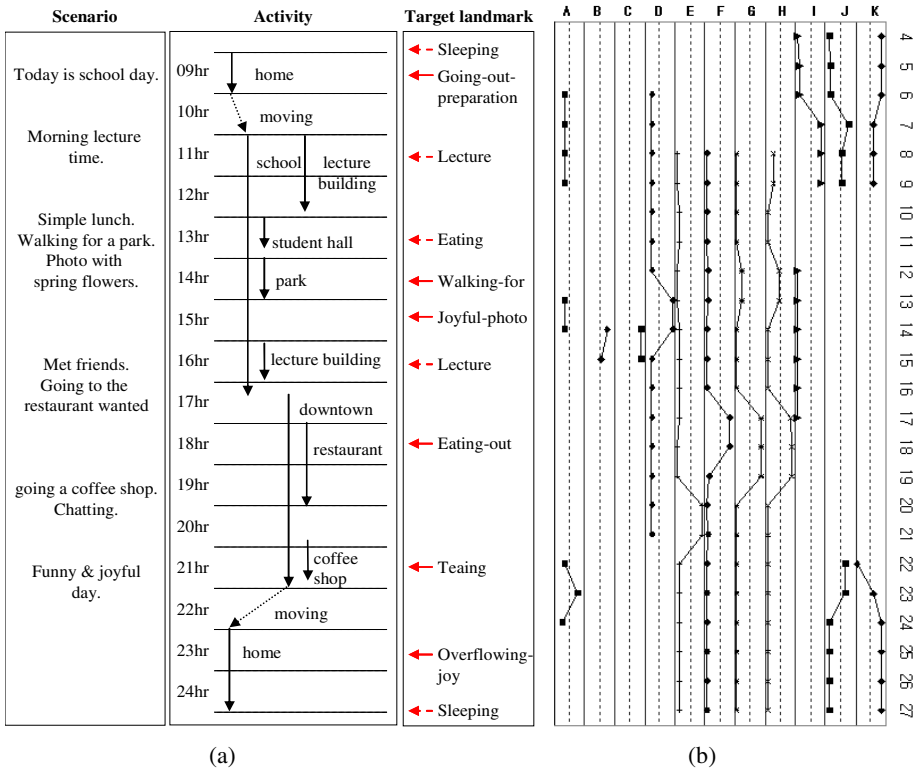 Scenario
Activity
Target landmark
Today is school day.
Morning lecture
time.
Simple lunch.
Walking for a park.
Photo with
spring flowers.
Met friends.
Going to the
restaurant wanted
going a coffee shop.
Chatting.
Funny & joyful
day.
09hr
10hr
11hr
12hr
13hr
14hr
15hr
16hr
17hr
18hr
19hr
20hr
21hr
22hr
23hr
24hr
home
moving
school
lecture
building
student hall
park
lecture building
downtown
restaurant
coffee
shop
moving
home
Sleeping
Going-out-
preparation
Lecture
Eating
Walking-for
Joyful-photo
Lecture
Eating-out
Teaing
Overflowing-
joy
Sleeping
(a)
A B C D E F G H I J K
4
5
6
7
8
9
10
11
12
13
14
15
16
17
18
19
20
21
22
23
24
25
26
27
(b)